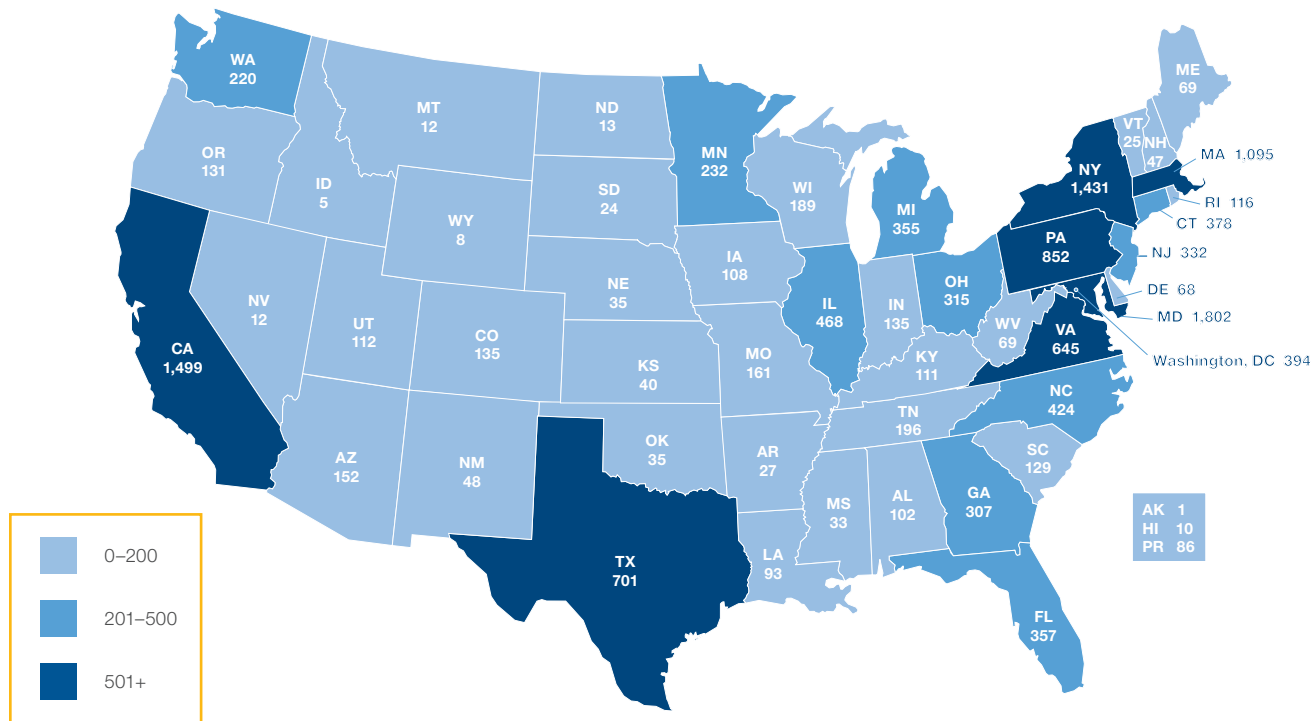 WA
220
MT
12
ND
13
MN
232
OR
131
ID
5
WY
8
SD
24
WI
189
MI
355
NY
1,431
VT
25
NH
47
ME
69
MA 1,095
RI 116
CT 378
PA
852
NJ 332
DE 68
MD 1,802
Washington, DC 394
CA
1,499
NV
12
UT
112
CO
135
NE
35
KS
40
IA
108
MO
161
IL
468
IN
135
OH
315
WV
69
VA
645
KY
111
NC
424
TN
196
SC
129
AZ
152
NM
48
OK
35
AR
27
MS
33
AL
102
GA
307
TX
701
LA
93
FL
357
AK 1
HI 10
PR 86
0–200
201–500
501+